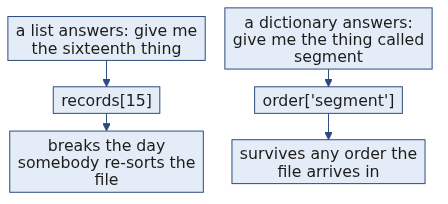 a list answers: give me
the sixteenth thing
records[15]
breaks the day
somebody re-sorts the
file
a dictionary answers:
give me the thing called
segment
order['segment']
survives any order the
file arrives in